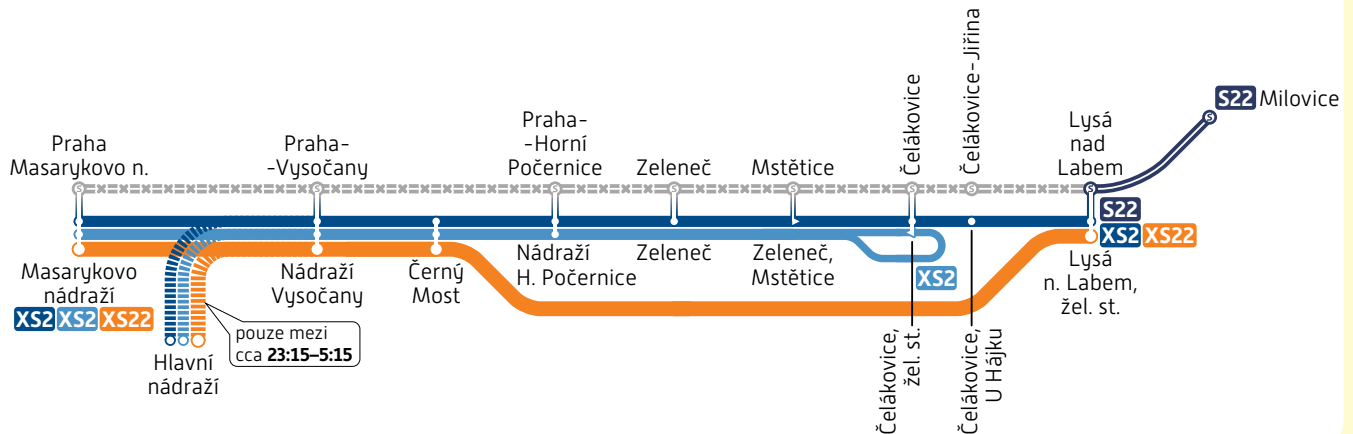 Praha
Masarykovo n.
Praha-
-Vysočany
Praha-
-Horní
Počernice
Zeleneč
Mstětice
Čelákovice
Čelákovice-Jiřina
Lysá
nad
Labem
S22 Milovice
S22
XS2 XS22
Masarykovo
nádraží
XS2 XS2 XS22
Hlavní
nádraží
pouze mezi
cca 23:15–5:15
Nádraží
Vysočany
Černý
Most
Nádraží
H. Počernice
Zeleneč
Zeleneč,
Mstětice
XS2
Čelákovice,
žel. st.
Čelákovice,
U Hájku
Lysá
n. Labem,
žel. st.